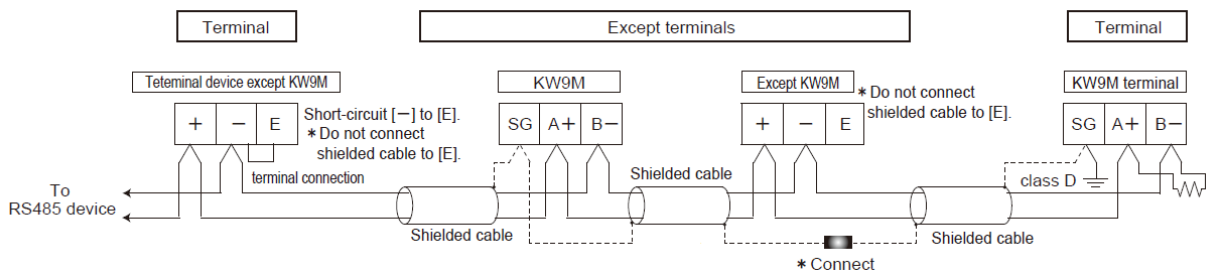 Terminal
Except terminals
Terminal
Teteminal device except KW9M
KW9M
Except KW9M
KW9M terminal
+ − E
Short-circuit [−] to [E].
* Do not connect
shielded cable to [E].
SG A+ B−
+ − E
* Do not connect
shielded cable to [E].
SG A+ B−
To
RS485 device
terminal connection
Shielded cable
Shielded cable
Shielded cable
class D
* Connect